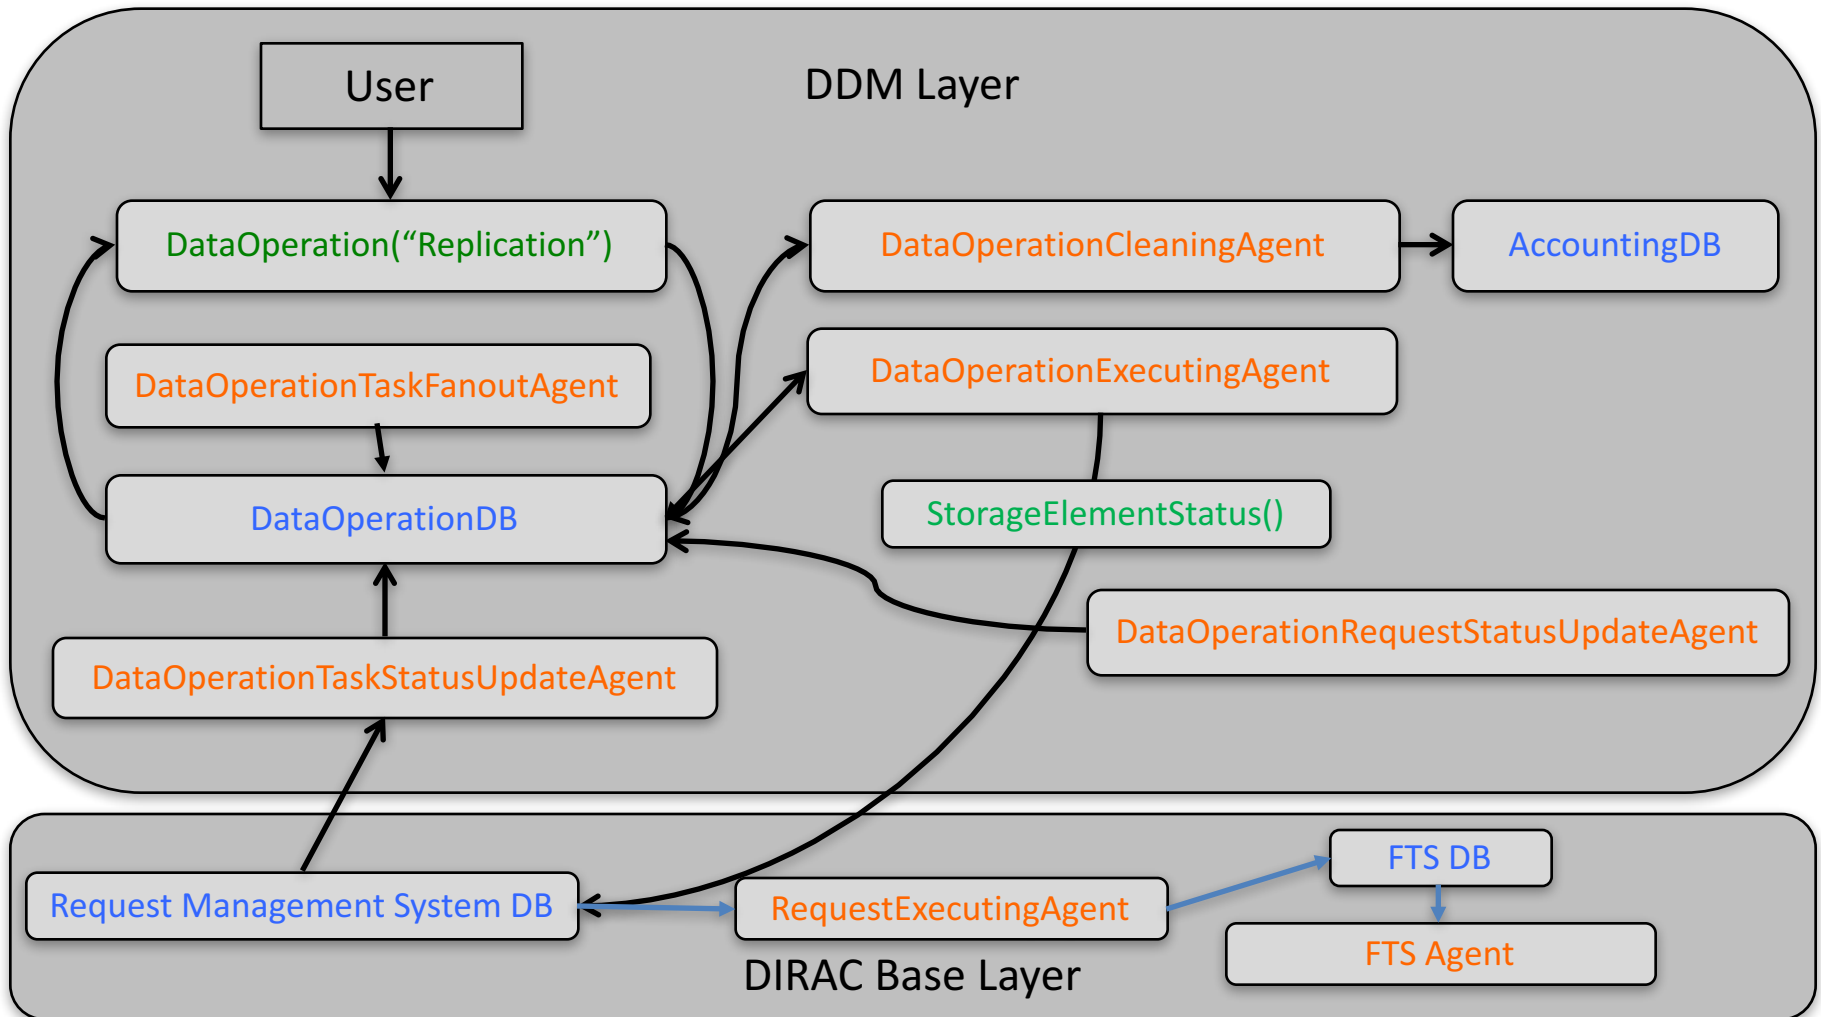 User
DDM Layer
DataOperation(“Replication”)
DataOperationCleaningAgent
AccountingDB
DataOperationTaskFanoutAgent
DataOperationExecutingAgent
DataOperationDB
StorageElementStatus()
DataOperationRequestStatusUpdateAgent
DataOperationTaskStatusUpdateAgent
FTS DB
Request Management System DB
RequestExecutingAgent
FTS Agent
DIRAC Base Layer